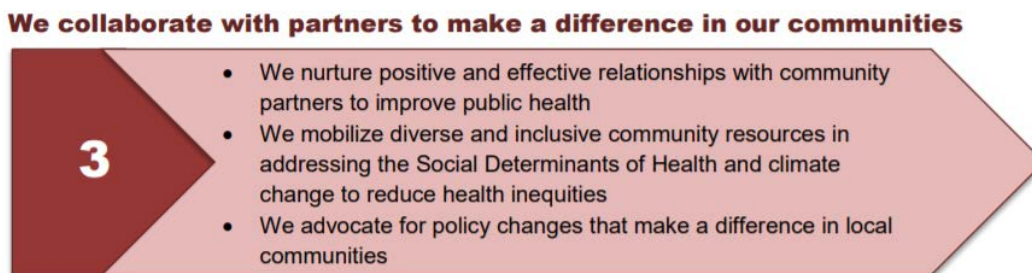 We collaborate with partners to make a difference in our communities
3
• We nurture positive and effective relationships with community
partners to improve public health
• We mobilize diverse and inclusive community resources in
addressing the Social Determinants of Health and climate
change to reduce health inequities
• We advocate for policy changes that make a difference in local
communities